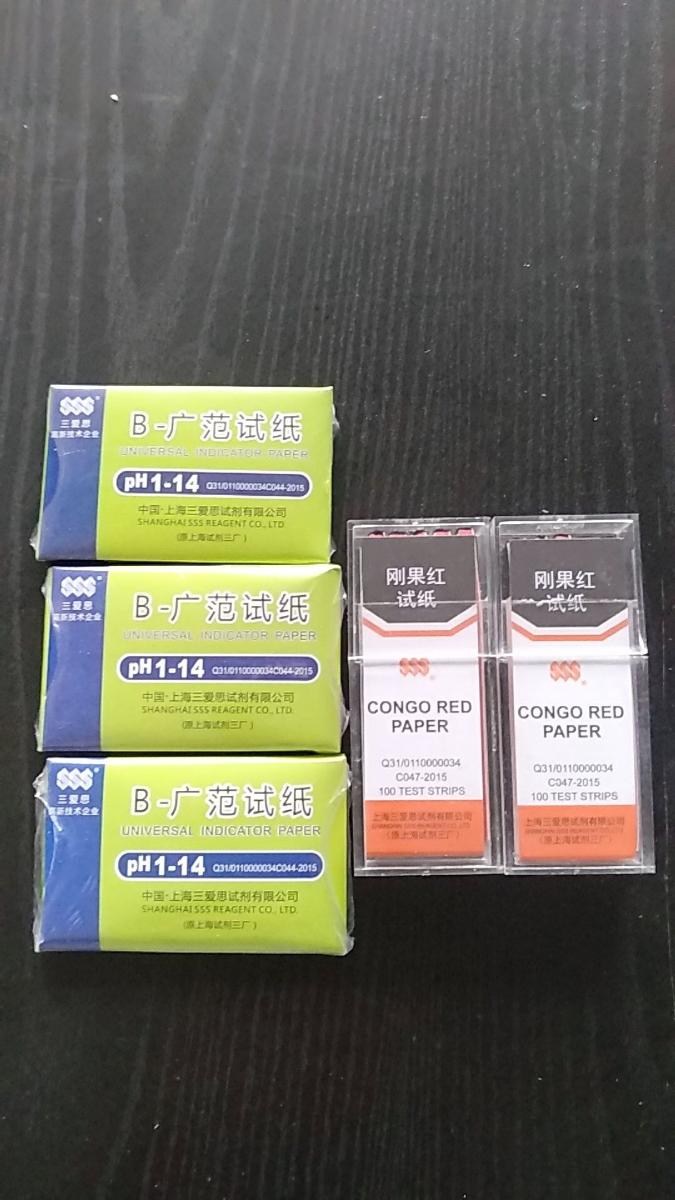 SSS®
三爱思
高新技术企业
B-广范试纸
UNIVERSAL INDICATOR PAPER
pH 1-14 Q31/0110000034C044-2015
中国·上海三爱思试剂有限公司
SHANGHAI SSS REAGENT CO., LTD.
(原上海试剂三厂)
SSS®
三爱思
高新技术企业
B-广范试纸
UNIVERSAL INDICATOR PAPER
pH 1-14 Q31/0110000034C044-2015
中国·上海三爱思试剂有限公司
SHANGHAI SSS REAGENT CO., LTD.
(原上海试剂三厂)
SSS®
三爱思
高新技术企业
B-广范试纸
UNIVERSAL INDICATOR PAPER
pH 1-14 Q31/0110000034C044-2015
中国·上海三爱思试剂有限公司
SHANGHAI SSS REAGENT CO., LTD.
(原上海试剂三厂)
刚果红
试纸
SSS®
CONGO RED
PAPER
Q31/0110000034
C047-2015
100 TEST STRIPS
上海三爱思试剂有限公司
SHANGHAI SSS REAGENT CO., LTD.
(原上海试剂三厂)
刚果红
试纸
SSS®
CONGO RED
PAPER
Q31/0110000034
C047-2015
100 TEST STRIPS
上海三爱思试剂有限公司
SHANGHAI SSS REAGENT CO., LTD.
(原上海试剂三厂)